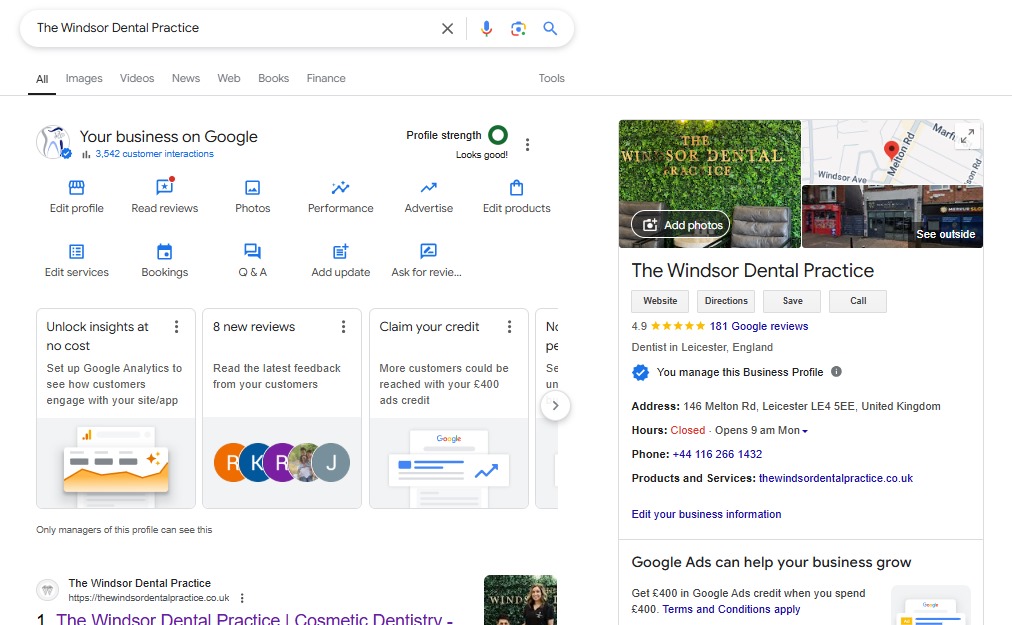 The Windsor Dental Practice
All Images Videos News Web Books Finance Tools
Your business on Google
3,542 customer interactions
Profile strength
Looks good!
Edit profile Read reviews Photos Performance Advertise Edit products
Edit services Bookings Q & A Add update Ask for revie...
Unlock insights at
no cost
Set up Google Analytics to
see how customers
engage with your site/app
8 new reviews
Read the latest feedback
from your customers
R K R J
Claim your credit
More customers could be
reached with your £400
ads credit
Google
No
pe
Se
un
Only managers of this profile can see this
The Windsor Dental Practice
https://thewindsordentalpractice.co.uk
1 The Windsor Dental Practice | Cosmetic Dentistry -
WINDS
THE
WINDSOR DENTAL
PRACTICE
Add photos
Melton Rd
Windsor Ave
See outside
The Windsor Dental Practice
Website Directions Save Call
4.9 181 Google reviews
Dentist in Leicester, England
You manage this Business Profile
Address: 146 Melton Rd, Leicester LE4 5EE, United Kingdom
Hours: Closed · Opens 9 am Mon
Phone: +44 116 266 1432
Products and Services: thewindsordentalpractice.co.uk
Edit your business information
Google Ads can help your business grow
Get £400 in Google Ads credit when you spend
£400. Terms and Conditions apply
Google
Ad